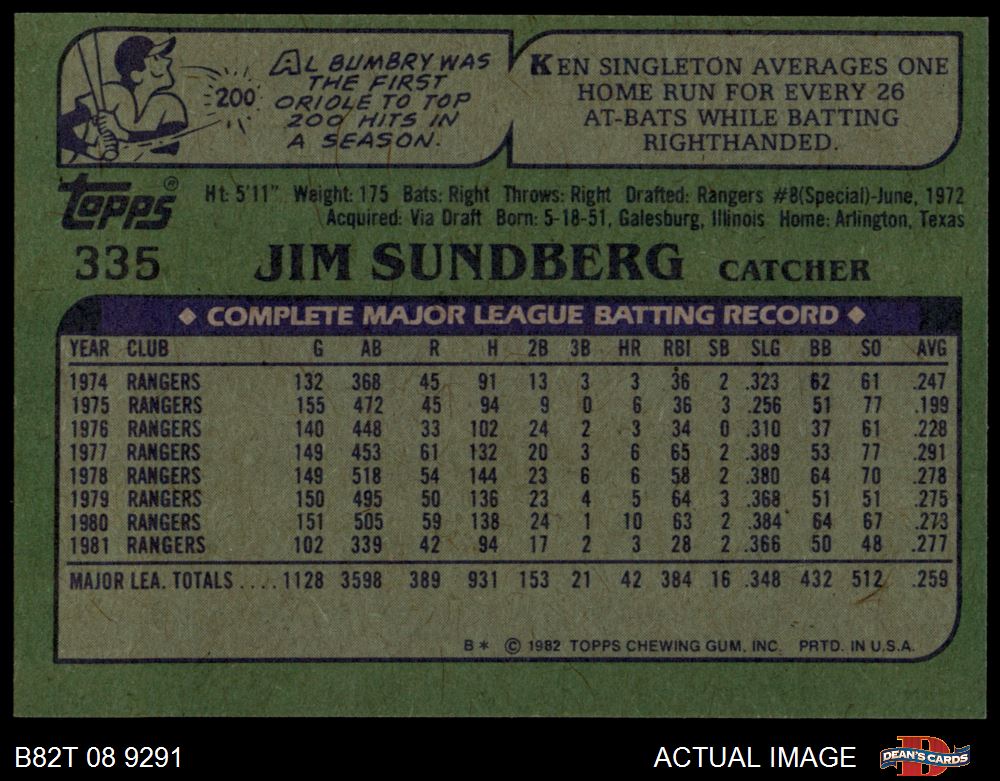 200
AL BUMBRY WAS
THE FIRST
ORIOLE TO TOP
200 HITS IN
A SEASON.
KEN SINGLETON AVERAGES ONE
HOME RUN FOR EVERY 26
AT-BATS WHILE BATTING
RIGHTHANDED.
Topps®
Ht: 5'11" Weight: 175 Bats: Right Throws: Right Drafted: Rangers #8(Special)-June, 1972
Acquired: Via Draft Born: 5-18-51, Galesburg, Illinois Home: Arlington, Texas
335 JIM SUNDBERG CATCHER
◆ COMPLETE MAJOR LEAGUE BATTING RECORD ◆
YEAR CLUB G AB R H 2B 3B HR RBI SB SLG BB SO AVG
1974 RANGERS 132 368 45 91 13 3 3 36 2 .323 62 61 .247
1975 RANGERS 155 472 45 94 9 0 6 36 3 .256 51 77 .199
1976 RANGERS 140 448 33 102 24 2 3 34 0 .310 37 61 .228
1977 RANGERS 149 453 61 132 20 3 6 65 2 .389 53 77 .291
1978 RANGERS 149 518 54 144 23 6 6 58 2 .380 64 70 .278
1979 RANGERS 150 495 50 136 23 4 5 64 3 .368 51 51 .275
1980 RANGERS 151 505 59 138 24 1 10 63 2 .384 64 67 .273
1981 RANGERS 102 339 42 94 17 2 3 28 2 .366 50 48 .277
MAJOR LEA. TOTALS .... 1128 3598 389 931 153 21 42 384 16 .348 432 512 .259
B* © 1982 TOPPS CHEWING GUM, INC. PRTD. IN U.S.A.
B82T 08 9291
ACTUAL IMAGE
D
DEAN'S CARDS